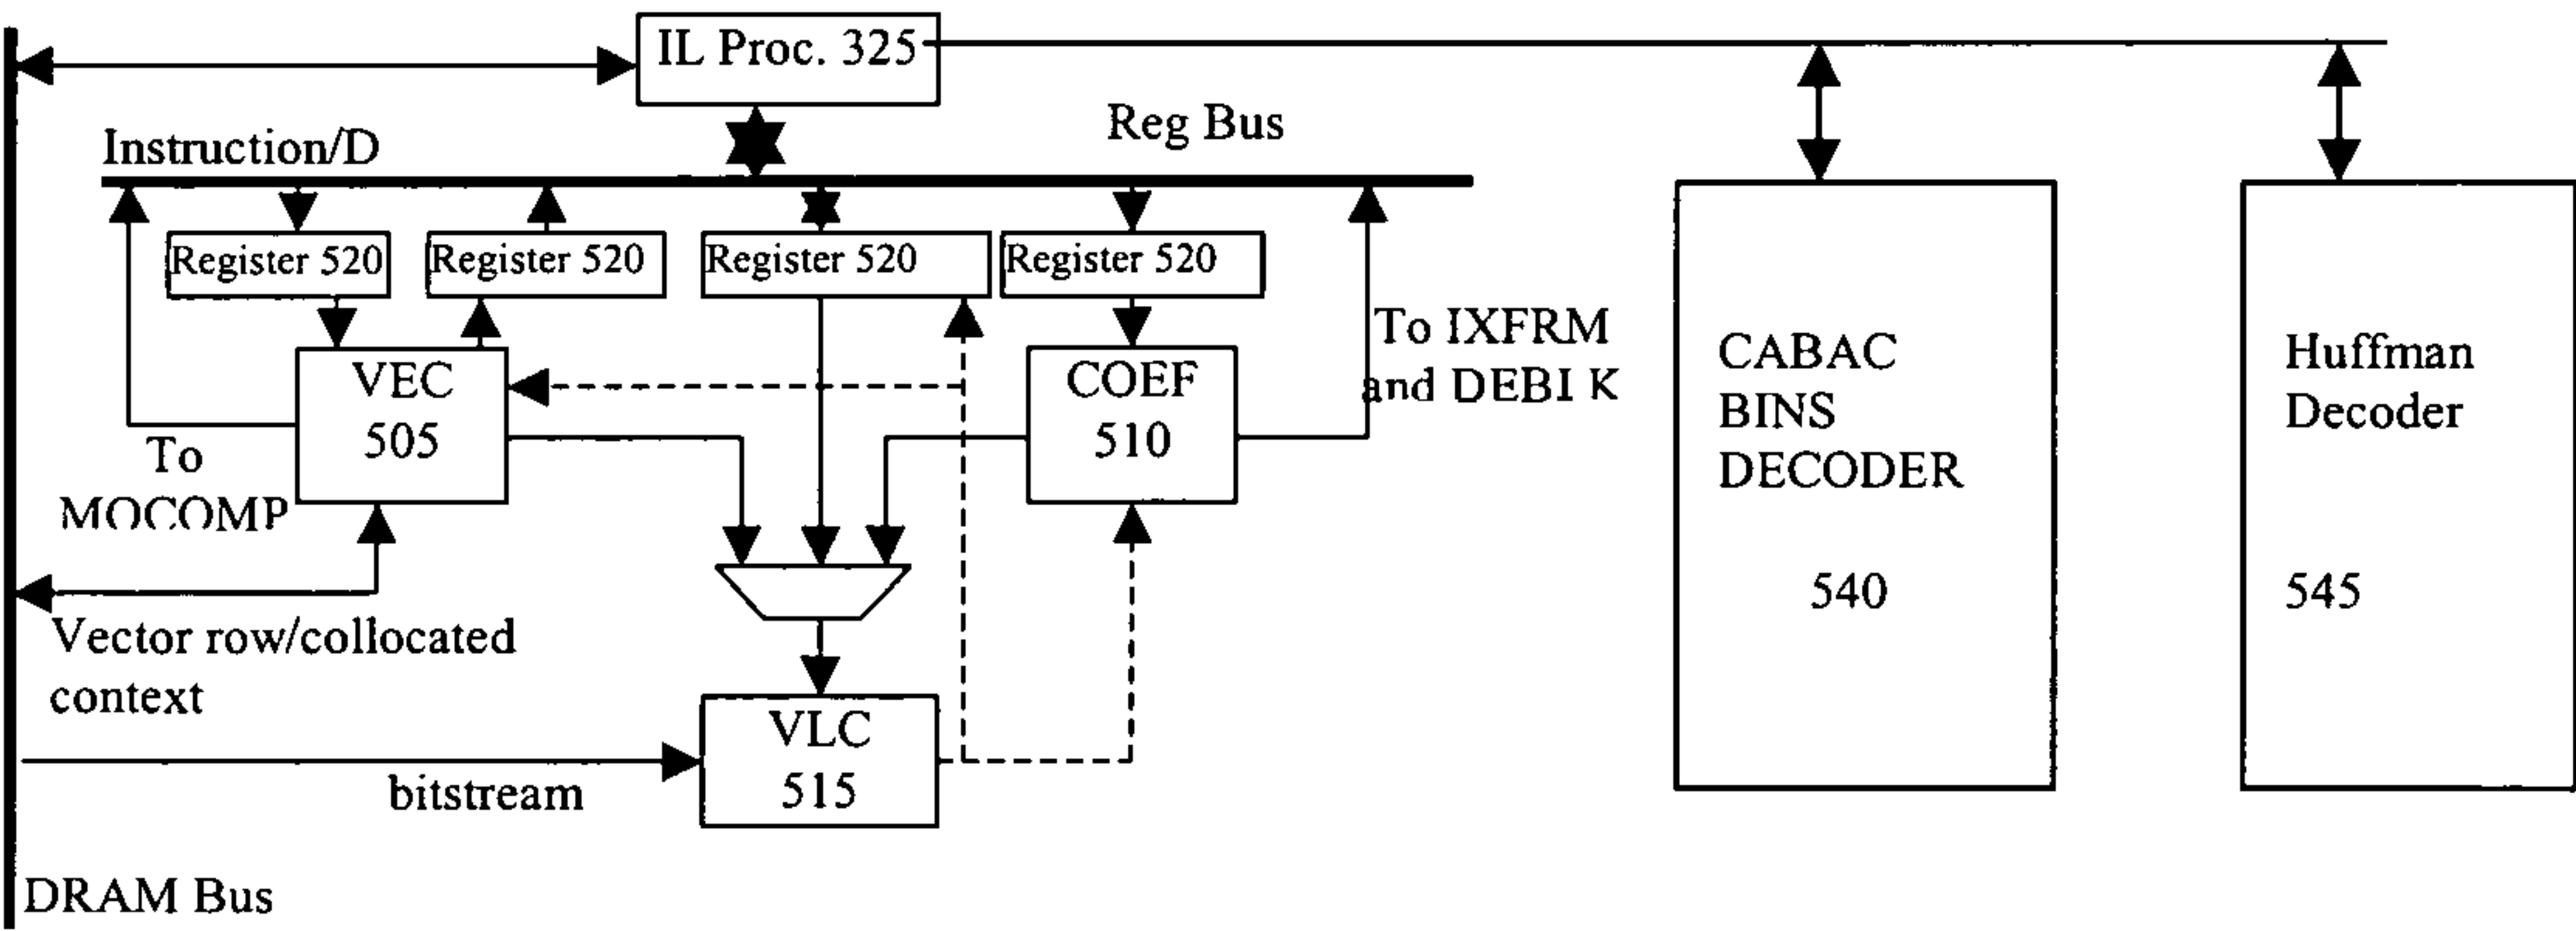 IL Proc. 325
Reg Bus
Instruction/D
Register 520
Register 520
Register 520
Register 520
To IXFRM
and DEBI K
VEC
505
COEF
510
To
MOCOMP
CABAC
BINS
DECODER
540
Huffman
Decoder
545
Vector row/collocated
context
VLC
515
bitstream
DRAM Bus